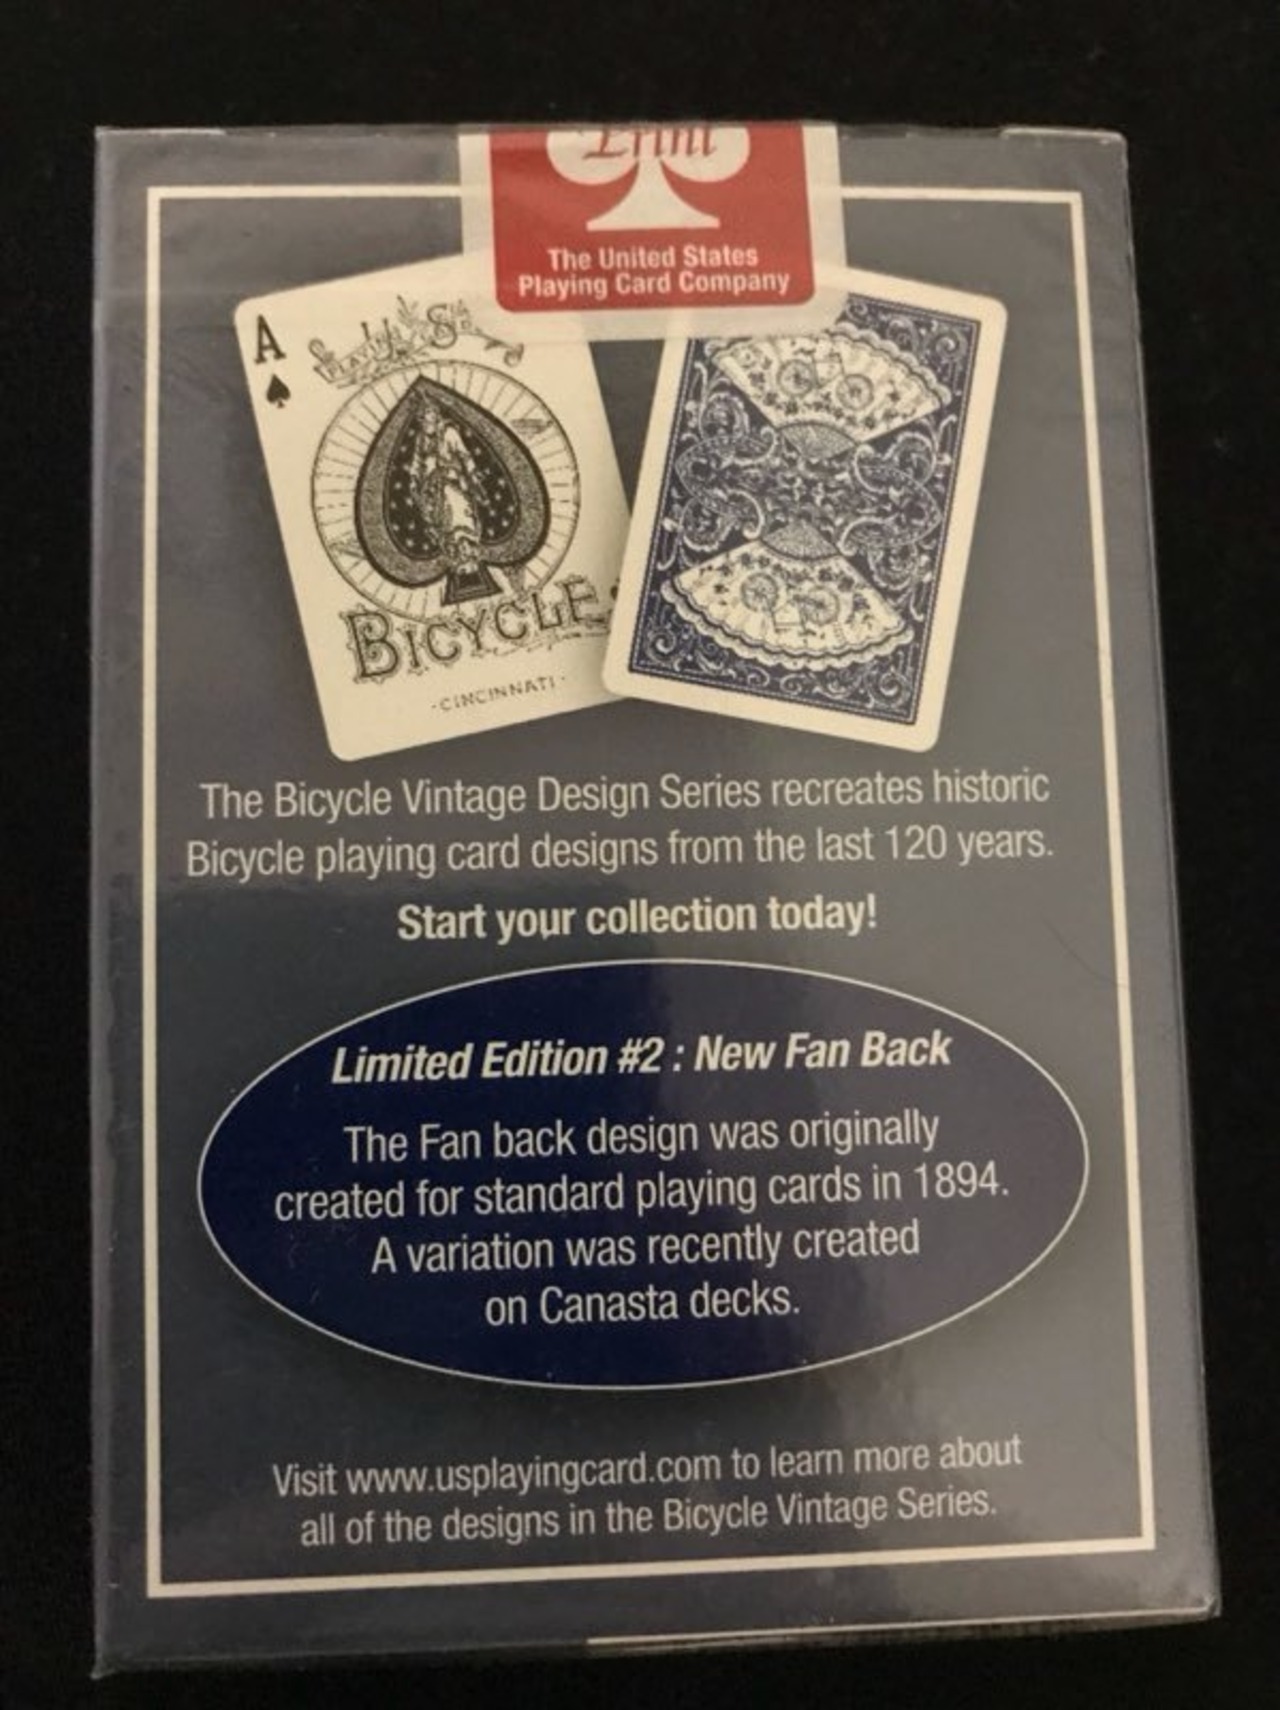 Print
The United States
Playing Card Company
A
PLAYING
BICYCLE
·CINCINNATI·
The Bicycle Vintage Design Series recreates historic
Bicycle playing card designs from the last 120 years.
Start your collection today!
Limited Edition #2 : New Fan Back
The Fan back design was originally
created for standard playing cards in 1894.
A variation was recently created
on Canasta decks.
Visit www.usplayingcard.com to learn more about
all of the designs in the Bicycle Vintage Series.